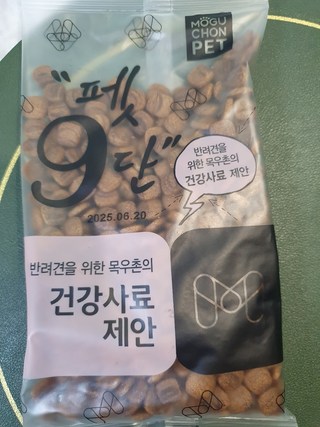 MOGU
CHON
PET
"펫
9단"
반려견을
위한 목우촌의
건강사료 제안
2025.06.20
반려견을 위한 목우촌의
건강사료
제안